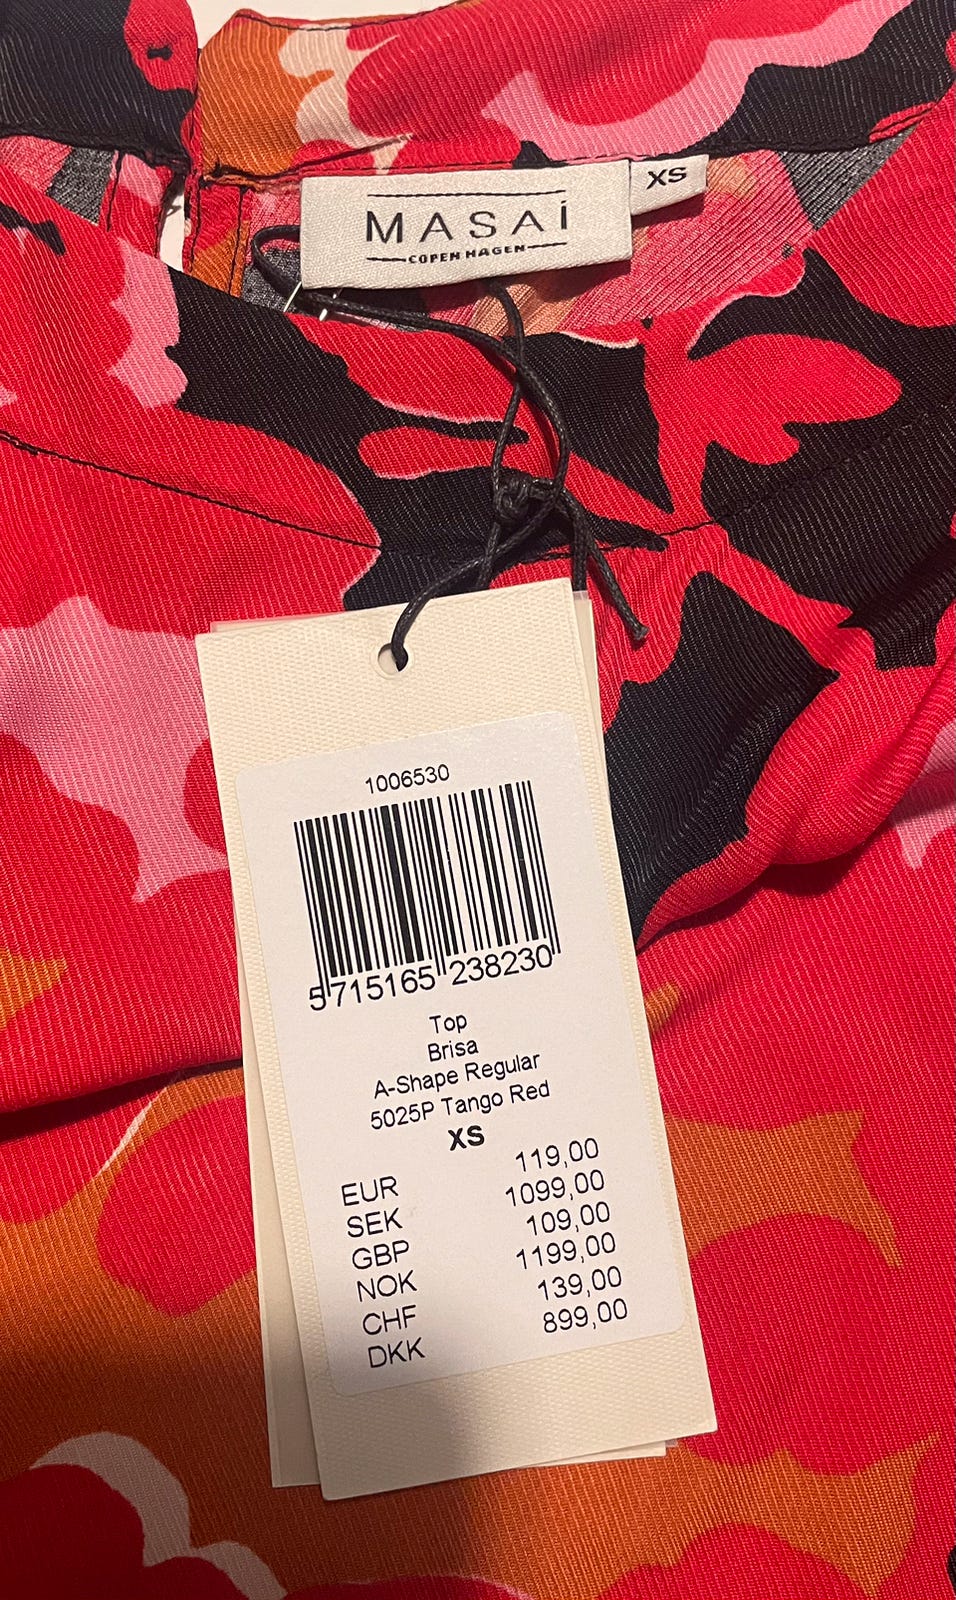 MASAÍ
COPENHAGEN
XS
1006530
5 715165 238230
Top
Brisa
A-Shape Regular
5025P Tango Red
XS
EUR 119,00
SEK 1099,00
GBP 109,00
NOK 1199,00
CHF 139,00
DKK 899,00